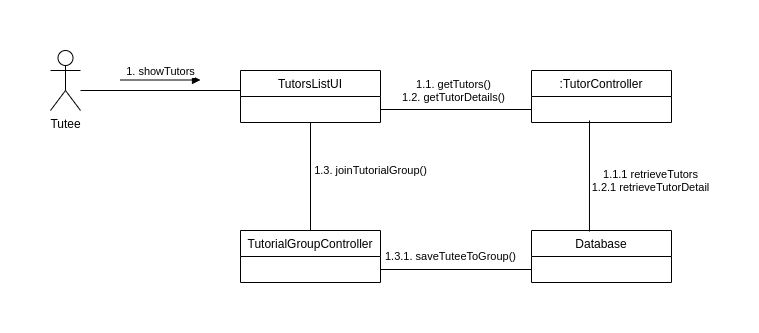 1. showTutors
TutorsListUI
1.1. getTutors()
1.2. getTutorDetails()
:TutorController
Tutee
1.3. joinTutorialGroup()
1.1.1 retrieveTutors
1.2.1 retrieveTutorDetail
TutorialGroupController
1.3.1. saveTuteeToGroup()
Database